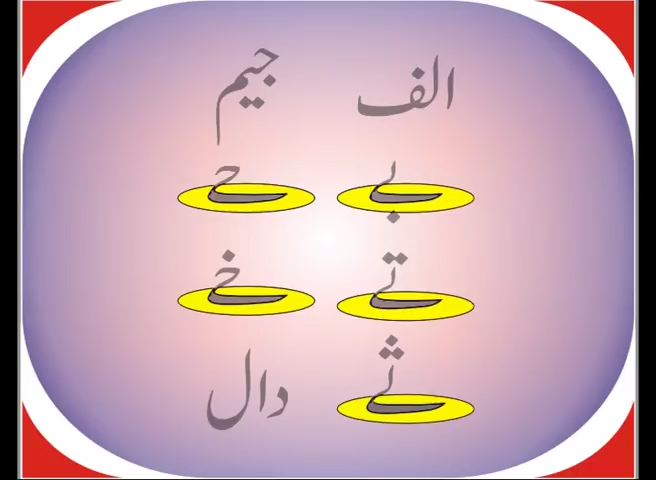 الف جیم
بے حے
تے خے
ثے دال